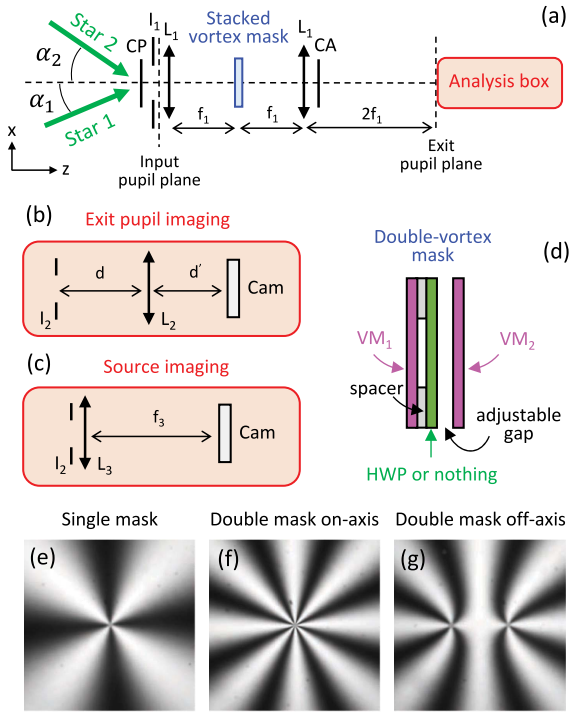 (a)
Star 2
α₂
α₁
Star 1
CP
I₁
L₁
Stacked
vortex mask
L₁
CA
Analysis box
f₁
f₁
2f₁
x
z
Input
pupil plane
Exit
pupil plane
(b)
Exit pupil imaging
d
d′
Cam
I₂
L₂
(c)
Source imaging
f₃
Cam
I₂
L₃
(d)
Double-vortex
mask
VM₁
VM₂
spacer
adjustable
gap
HWP or nothing
Single mask
Double mask on-axis
Double mask off-axis
(e)
(f)
(g)